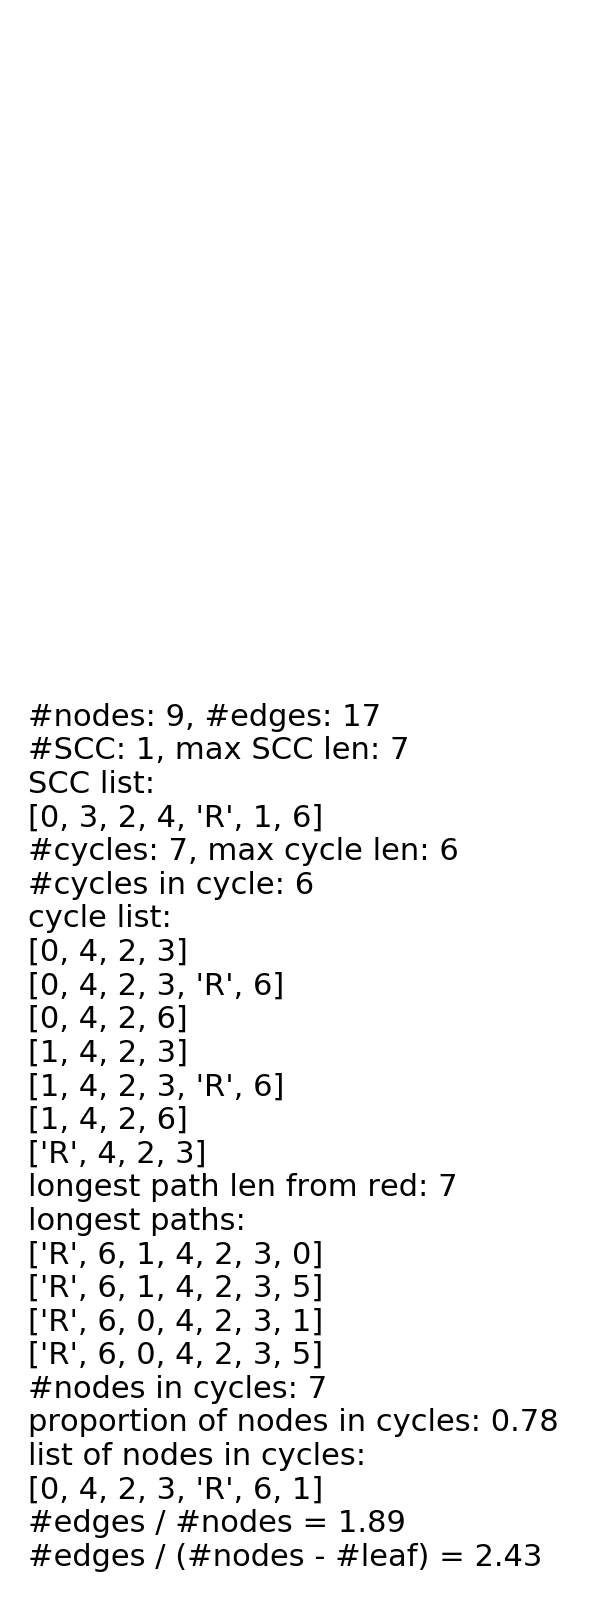 #nodes: 9, #edges: 17
#SCC: 1, max SCC len: 7
SCC list:
[0, 3, 2, 4, 'R', 1, 6]
#cycles: 7, max cycle len: 6
#cycles in cycle: 6
cycle list:
[0, 4, 2, 3]
[0, 4, 2, 3, 'R', 6]
[0, 4, 2, 6]
[1, 4, 2, 3]
[1, 4, 2, 3, 'R', 6]
[1, 4, 2, 6]
['R', 4, 2, 3]
longest path len from red: 7
longest paths:
['R', 6, 1, 4, 2, 3, 0]
['R', 6, 1, 4, 2, 3, 5]
['R', 6, 0, 4, 2, 3, 1]
['R', 6, 0, 4, 2, 3, 5]
#nodes in cycles: 7
proportion of nodes in cycles: 0.78
list of nodes in cycles:
[0, 4, 2, 3, 'R', 6, 1]
#edges / #nodes = 1.89
#edges / (#nodes - #leaf) = 2.43